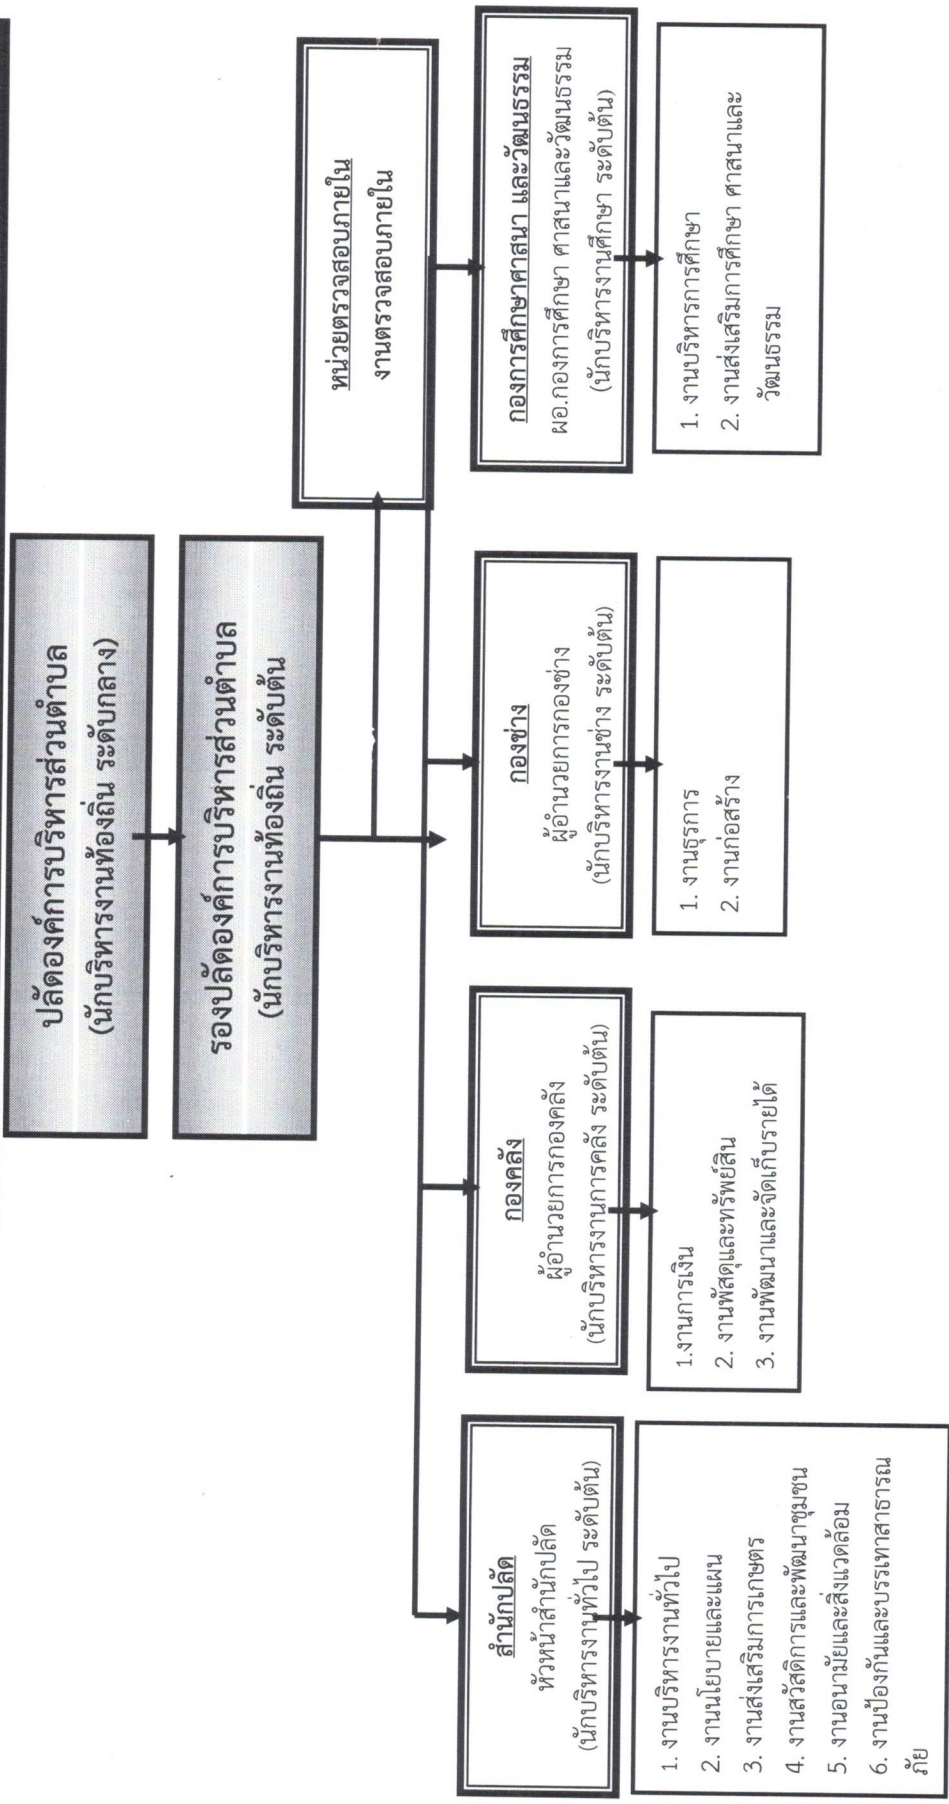 ปลัดองค์การบริหารส่วนตำบล
(นักบริหารงานท้องถิ่น ระดับกลาง)
รองปลัดองค์การบริหารส่วนตำบล
(นักบริหารงานท้องถิ่น ระดับต้น
หน่วยตรวจสอบภายใน
งานตรวจสอบภายใน
สำนักปลัด
หัวหน้าสำนักปลัด
(นักบริหารงานทั่วไป ระดับต้น)
1. งานบริหารงานทั่วไป
2. งานนโยบายและแผน
3. งานส่งเสริมการเกษตร
4. งานสวัสดิการและพัฒนาชุมชน
5. งานอนามัยและสิ่งแวดล้อม
6. งานป้องกันและบรรเทาสาธารณ
ภัย
กองคลัง
ผู้อำนวยการกองคลัง
(นักบริหารงานการคลัง ระดับต้น)
1.งานการเงิน
2. งานพัสดุและทรัพย์สิน
3. งานพัฒนาและจัดเก็บรายได้
กองช่าง
ผู้อำนวยการกองช่าง
(นักบริหารงานช่าง ระดับต้น)
1. งานธุรการ
2. งานก่อสร้าง
กองการศึกษาศาสนา และวัฒนธรรม
ผอ.กองการศึกษา ศาสนาและวัฒนธรรม
(นักบริหารงานศึกษา ระดับต้น)
1. งานบริหารการศึกษา
2. งานส่งเสริมการศึกษา ศาสนาและ
วัฒนธรรม